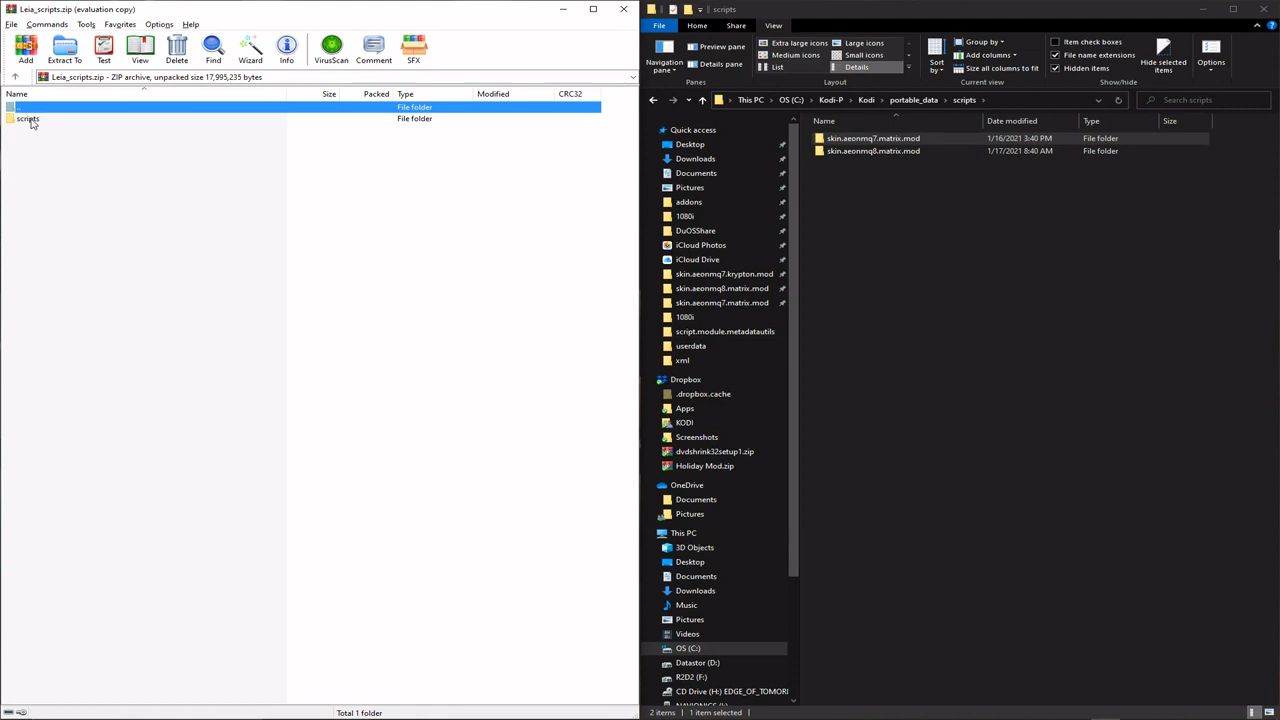 Leia_scripts.zip (evaluation copy)
File Commands Tools Favorites Options Help
Add Extract To Test View Delete Find Wizard Info VirusScan Comment SFX
Leia_scripts.zip - ZIP archive, unpacked size 17,995,235 bytes
Name Size Packed Type Modified CRC32
.. File folder
scripts File folder
Total 1 folder
scripts
File Home Share View
Navigation pane
Preview pane
Details pane
Panes
Extra large icons Large icons
Medium icons Small icons
List Details
Layout
Sort by
Group by
Add columns
Size all columns to fit
Current view
Item check boxes
File name extensions
Hidden items
Hide selected items
Show/hide
Options
This PC OS (C:) Kodi-P Kodi portable_data scripts
Search scripts
Name Date modified Type Size
skin.aeonmq7.matrix.mod 1/16/2021 3:40 PM File folder
skin.aeonmq8.matrix.mod 1/17/2021 8:40 AM File folder
Quick access
Desktop
Downloads
Documents
Pictures
addons
1080i
DuOSShare
iCloud Photos
iCloud Drive
skin.aeonmq7.krypton.mod
skin.aeonmq8.matrix.mod
skin.aeonmq7.matrix.mod
1080i
script.module.metadatautils
userdata
xml
Dropbox
.dropbox.cache
Apps
KODI
Screenshots
dvdshrink32setup1.zip
Holiday Mod.zip
OneDrive
Documents
Pictures
This PC
3D Objects
Desktop
Documents
Downloads
Music
Pictures
Videos
OS (C:)
Datastor (D:)
R2D2 (F:)
CD Drive (H:) EDGE_OF_TOMORI
2 items 1 item selected